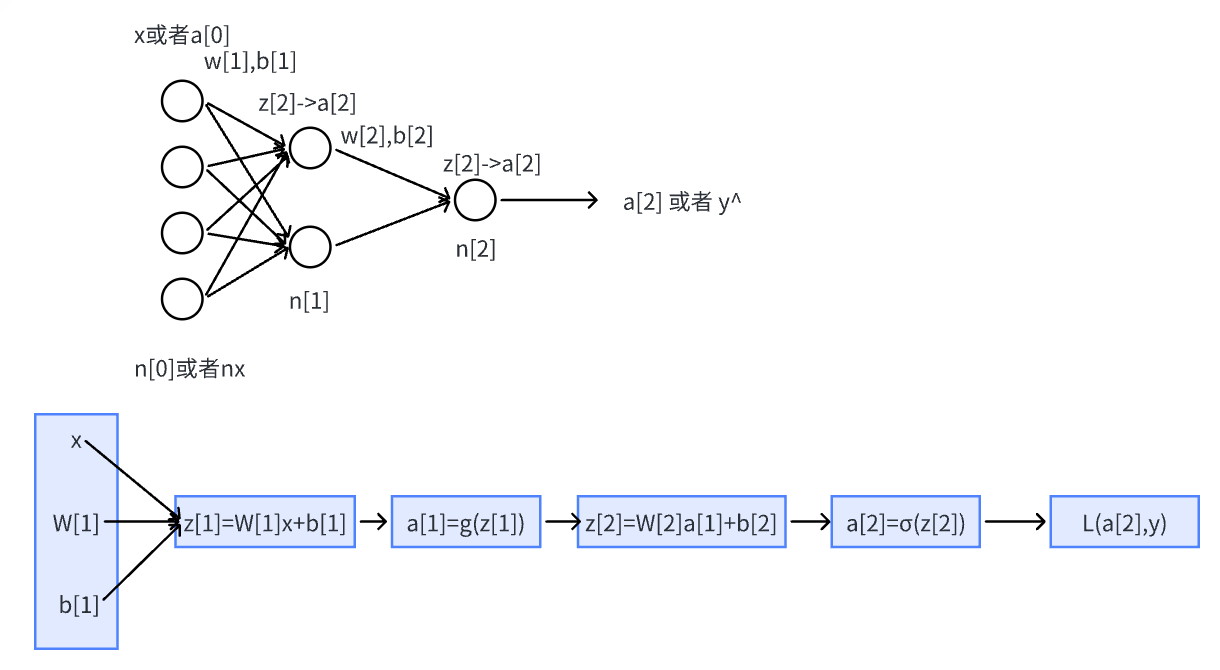 x或者a[0]
w[1],b[1]
z[2]->a[2]
w[2],b[2]
z[2]->a[2]
a[2] 或者 y^
n[2]
n[1]
n[0]或者nx
x
W[1]
b[1]
z[1]=W[1]x+b[1]
a[1]=g(z[1])
z[2]=W[2]a[1]+b[2]
a[2]=σ(z[2])
L(a[2],y)